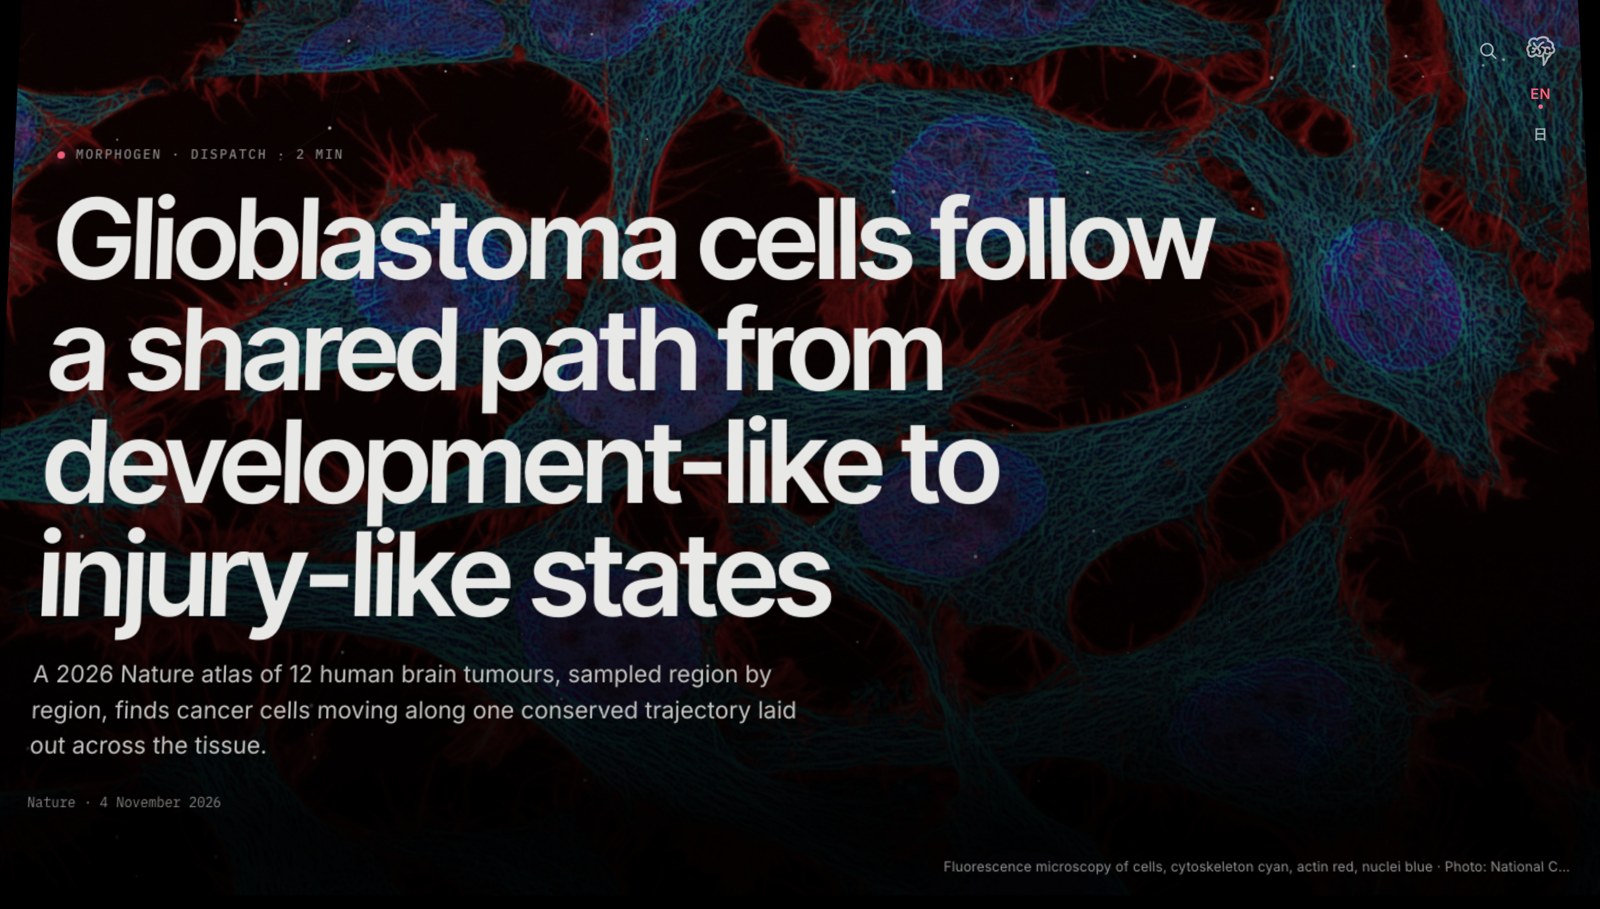 EN
日
MORPHOGEN · DISPATCH · 2 MIN
Glioblastoma cells follow
a shared path from
development-like to
injury-like states
A 2026 Nature atlas of 12 human brain tumours, sampled region by
region, finds cancer cells moving along one conserved trajectory laid
out across the tissue.
Nature · 4 November 2026
Fluorescence microscopy of cells, cytoskeleton cyan, actin red, nuclei blue · Photo: National C...